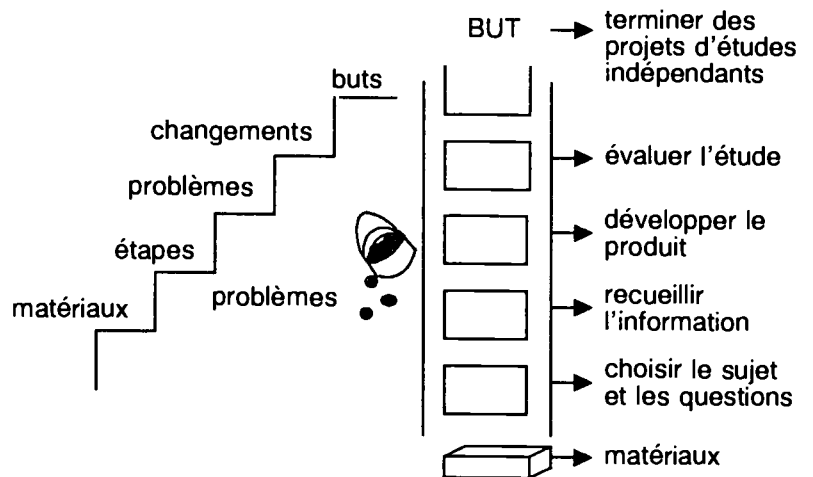 buts
changements
problèmes
étapes
matériaux
problèmes
BUT
terminer des
projets d'études
indépendants
évaluer l'étude
développer le
produit
recueillir
l'information
choisir le sujet
et les questions
matériaux